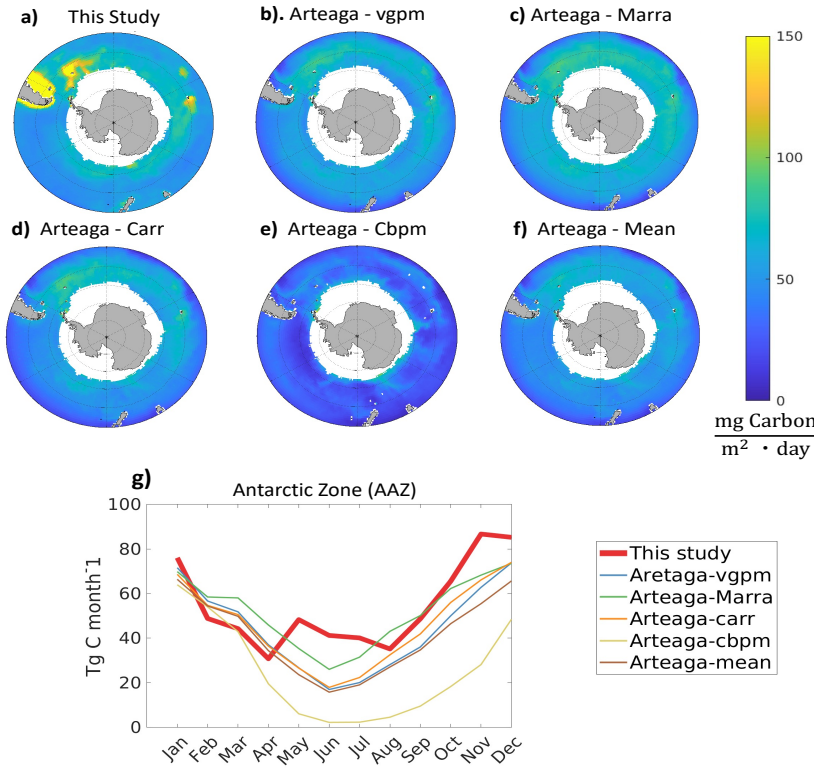 a) This Study
b). Arteaga - vgpm
c) Arteaga - Marra
d) Arteaga - Carr
e) Arteaga - Cbpm
f) Arteaga - Mean
150
100
50
0
mg Carbon
m² · day
g)
Antarctic Zone (AAZ)
Tg C month⁻1
100
80
60
40
20
0
Jan Feb Mar Apr May Jun Jul Aug Sep Oct Nov Dec
This study
Aretaga-vgpm
Arteaga-Marra
Arteaga-carr
Arteaga-cbpm
Arteaga-mean